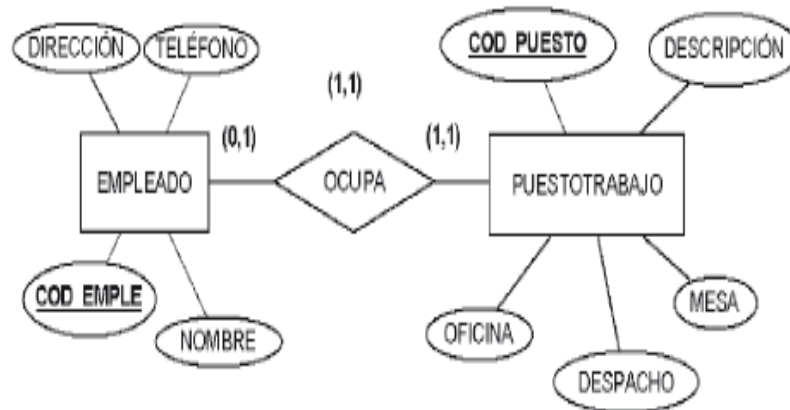 DIRECCIÓN
TELÉFONO
COD PUESTO
DESCRIPCIÓN
(1,1)
(0,1)
(1,1)
EMPLEADO
OCUPA
PUESTOTRABAJO
COD EMPLE
NOMBRE
OFICINA
MESA
DESPACHO